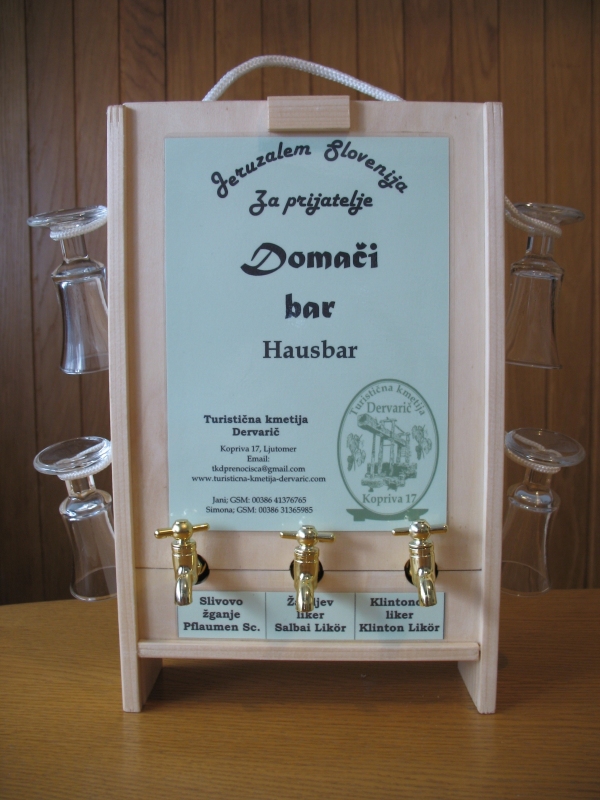 Jeruzalem Slovenija
Za prijatelje
Domači
bar
Hausbar
Turistična kmetija
Dervarič
Kopriva 17, Ljutomer
Email:
tkdprenocisca@gmail.com
www.turisticna-kmetija-dervaric.com
Jani; GSM: 00386 41376765
Simona; GSM: 00386 31365985
Turistična kmetija
Dervarič
Kopriva 17
Slivovo
žganje
Pflaumen Sc.
liker
Salbai Likör
liker
Klinton Likör